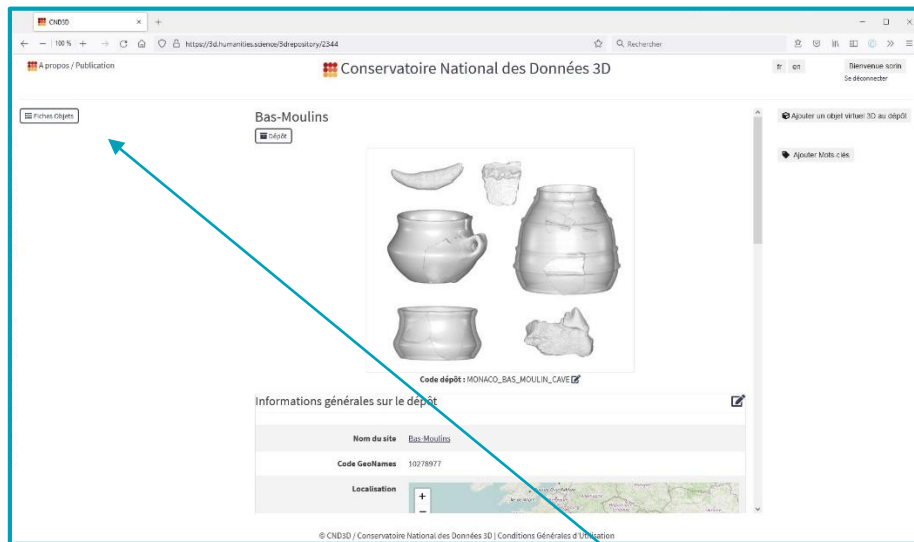 CND3D
100 %
https://3d.humanities.science/3drepository/2344
Rechercher
A propos / Publication
Conservatoire National des Données 3D
fr en
Bienvenue scrin
Se déconnecter
Fiches Objets
Bas-Moulins
Dépôt
Ajouter un objet virtuel 3D au dépôt
Ajouter Mots-clés
Code dépôt : MONACO_BAS_MOULIN_CAVE
Informations générales sur le dépôt
Nom du site Bas-Moulins
Code GeoNames 10278977
Localisation
+
−
© CND3D / Conservatoire National des Données 3D | Conditions Générales d'Utilisation